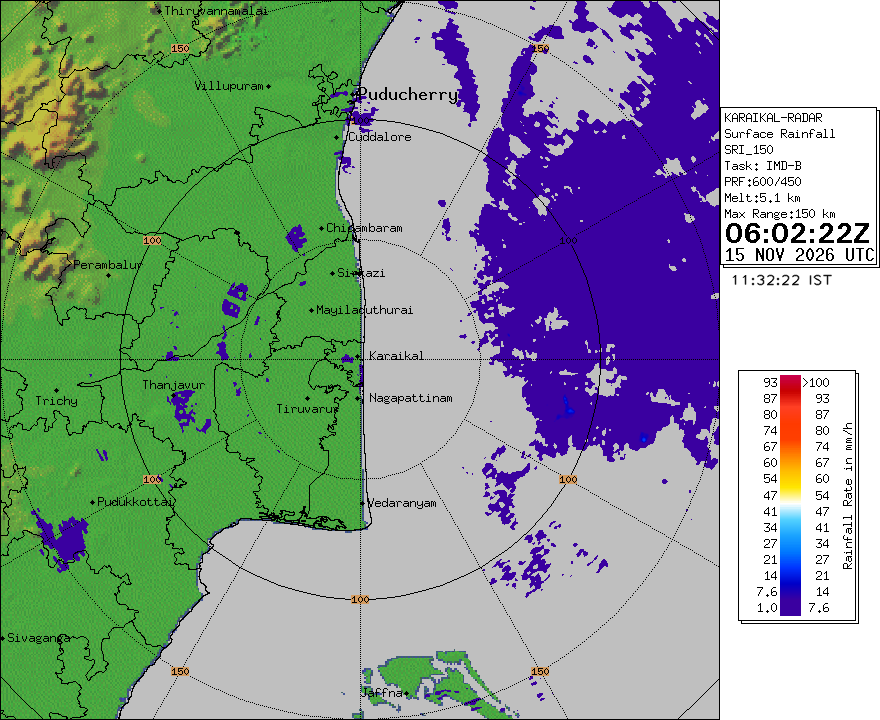 Thiruvannamalai
150
150
Villupuram
Puducherry
100
Cuddalore
Chidambaram
100
100
Perambalur
Sirkazi
Mayiladuthurai
Karaikal
Thanjavur
Trichy
Tiruvarur
Nagapattinam
100
100
Pudukkottai
Vedaranyam
100
Sivaganga
150
150
Jaffna
KARAIKAL-RADAR
Surface Rainfall
SRI_150
Task: IMD-B
PRF:600/450
Melt:5.1 km
Max Range:150 km
06:02:22Z
15 NOV 2026 UTC
11:32:22 IST
93 >100
87 93
80 87
74 80
67 74
60 67
54 60
47 54
41 47
34 41
27 34
21 27
14 21
7.6 14
1.0 7.6
Rainfall Rate in mm/h